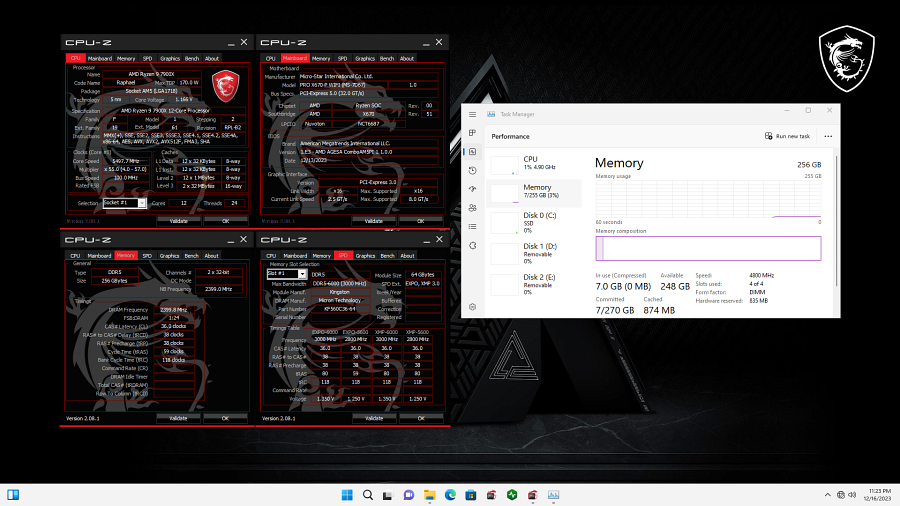 CPU-Z
CPU Mainboard Memory SPD Graphics Bench About
Processor
Name AMD Ryzen 9 7900X
Code Name Raphael Max TDP 170.0 W
Package Socket AM5 (LGA1718)
Technology 5 nm Core Voltage 1.166 V
Specification AMD Ryzen 9 7900X 12-Core Processor
Family F Model 1 Stepping 2
Ext. Family 19 Ext. Model 61 Revision RPL-B2
Instructions MMX(+), SSE, SSE2, SSE3, SSSE3, SSE4.1, SSE4.2, SSE4A,
x86-64, AES, AVX, AVX2, AVX512F, FMA3, SHA
Clocks (Core #0) Caches
Core Speed 5497.7 MHz L1 Data 12 x 32 KBytes 8-way
Multiplier x 55.0 (4.0 - 57.0) L1 Inst. 12 x 32 KBytes 8-way
Bus Speed 100.0 MHz Level 2 12 x 1 MBytes 8-way
Rated FSB Level 3 2 x 32 MBytes 16-way
Selection Socket #1 Cores 12 Threads 24
Version 2.08.1 Validate OK
CPU-Z
CPU Mainboard Memory SPD Graphics Bench About
Motherboard
Manufacturer Micro-Star International Co. Ltd.
Model PRO X670-P WIFI (MS-7D67) 1.0
Bus Specs. PCI-Express 5.0 (32.0 GT/s)
Chipset AMD Ryzen SOC Rev. 00
Southbridge AMD X670 Rev. 51
LPCIO Nuvoton NCT6687
BIOS
Brand American Megatrends International LLC.
Version 1.E3 - AMD AGESA ComboAM5PI 1.1.0.0
Date 12/13/2023
Graphic Interface
Version PCI-Express 3.0
Link Width x16 Max. Supported x16
Current Link Speed 2.5 GT/s Max. Supported 8.0 GT/s
Validate OK
CPU-Z
CPU Mainboard Memory SPD Graphics Bench About
General
Type DDR5 Channel # 2 x 32-bit
Size 256 GBytes DC Mode
NB Frequency 2399.0 MHz
Timings
DRAM Frequency 2399.8 MHz
FSB:DRAM 1:24
CAS# Latency (CL) 36.0 clocks
RAS# to CAS# Delay (tRCD) 38 clocks
RAS# Precharge (tRP) 38 clocks
Cycle Time (tRAS) 59 clocks
Bank Cycle Time (tRC) 118 clocks
Command Rate (CR)
DRAM Idle Timer
Total CAS# (tRDRAM)
Row To Column (tRCD)
Version 2.08.1 Validate OK
CPU-Z
CPU Mainboard Memory SPD Graphics Bench About
Memory Slot Selection
Slot #1 DDR5 Module Size 64 GBytes
Max Bandwidth DDR5-6000 (3000 MHz) SPD Ext. EXPO, XMP 3.0
Module Manuf. Kingston Week/Year
DRAM Manuf. Micron Technology Buffered
Part Number KF560C36-64 Correction
Serial Number Registered
Timings Table
EXPO-6000 EXPO-5600 XMP-6000 XMP-5600
Frequency 3000 MHz 2800 MHz 3000 MHz 2800 MHz
CAS# Latency 36.0 36.0 36.0 36.0
RAS# to CAS# 38 38 38 38
RAS# Precharge 38 38 38 38
tRAS 80 59 80 80
tRC 118 118 118 118
Command Rate
Voltage 1.350 V 1.250 V 1.350 V 1.250 V
Version 2.08.1 Validate OK
Task Manager
Performance Run new task
CPU
1% 4.90 GHz
Memory
7/255 GB (3%)
Disk 0 (C:)
SSD
0%
Disk 1 (D:)
Removable
0%
Disk 2 (E:)
Removable
0%
Memory 256 GB
Memory usage 255 GB
60 seconds 0
Memory composition
In use (Compressed) Available Speed: 4800 MHz
7.0 GB (0 MB) 248 GB Slots used: 4 of 4
Form factor: DIMM
Committed Cached Hardware reserved: 835 MB
7/270 GB 874 MB
11:23 PM
12/16/2023